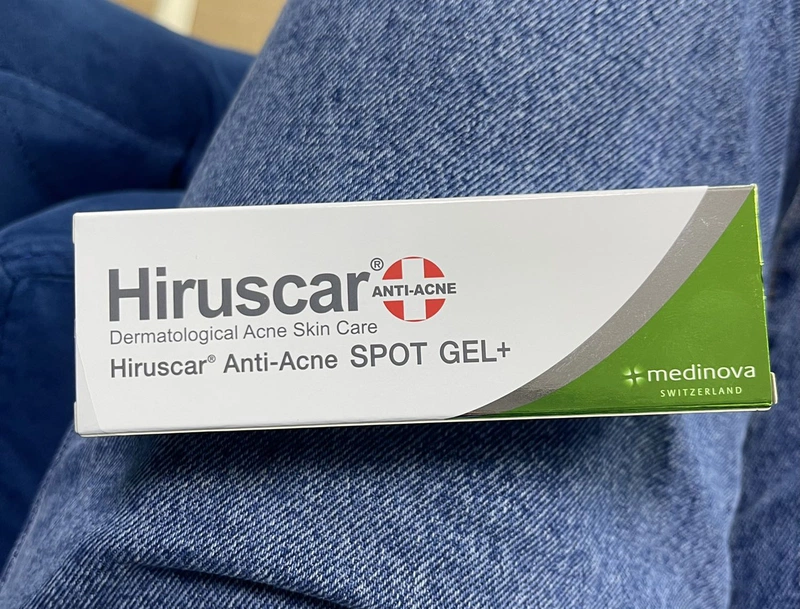 Hiruscar® ANTI-ACNE
Dermatological Acne Skin Care
Hiruscar® Anti-Acne SPOT GEL+
medinova
SWITZERLAND